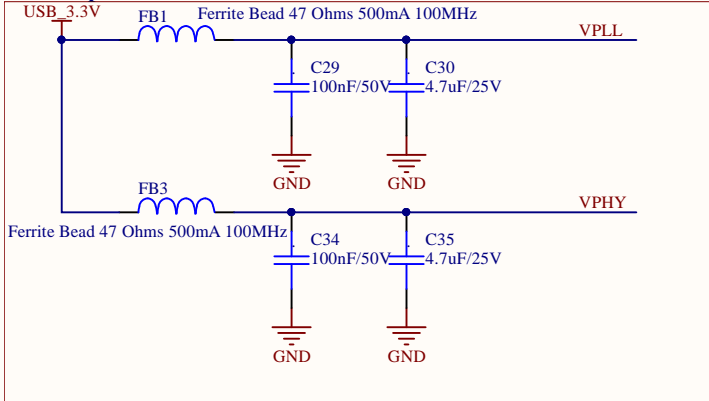 USB_3.3V
FB1
Ferrite Bead 47 Ohms 500mA 100MHz
VPLL
C29
100nF/50V
C30
4.7uF/25V
GND
GND
FB3
VPHY
Ferrite Bead 47 Ohms 500mA 100MHz
C34
100nF/50V
C35
4.7uF/25V
GND
GND